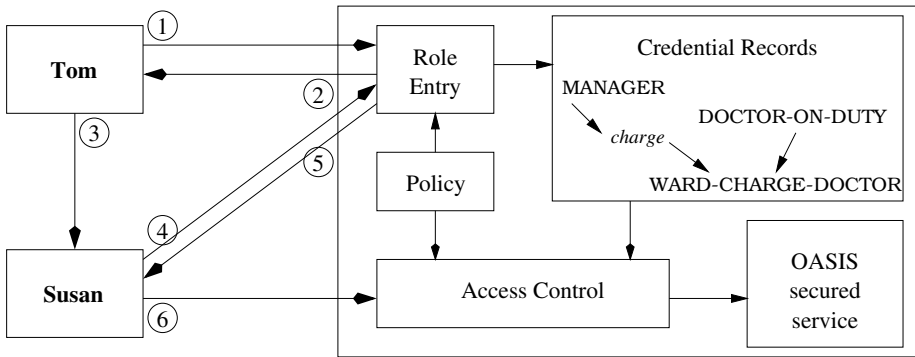 1
Tom
Role
Entry
Credential Records
MANAGER
2
DOCTOR-ON-DUTY
3
charge
5
Policy
WARD-CHARGE-DOCTOR
4
Susan
6
Access Control
OASIS
secured
service